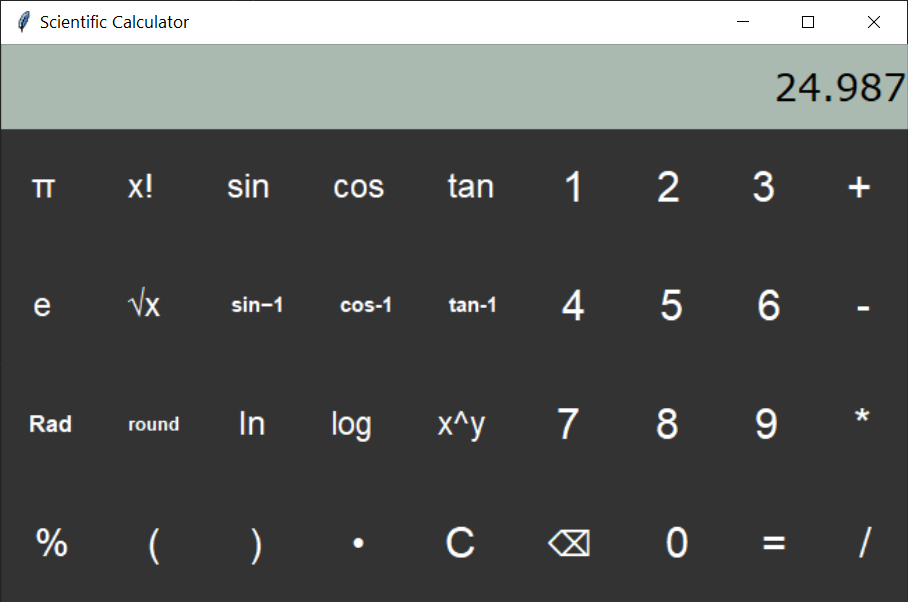 Scientific Calculator
24.987
π x! sin cos tan 1 2 3 +
e √x sin−1 cos-1 tan-1 4 5 6 -
Rad round ln log x^y 7 8 9 *
% ( ) • C ⌫ 0 = /